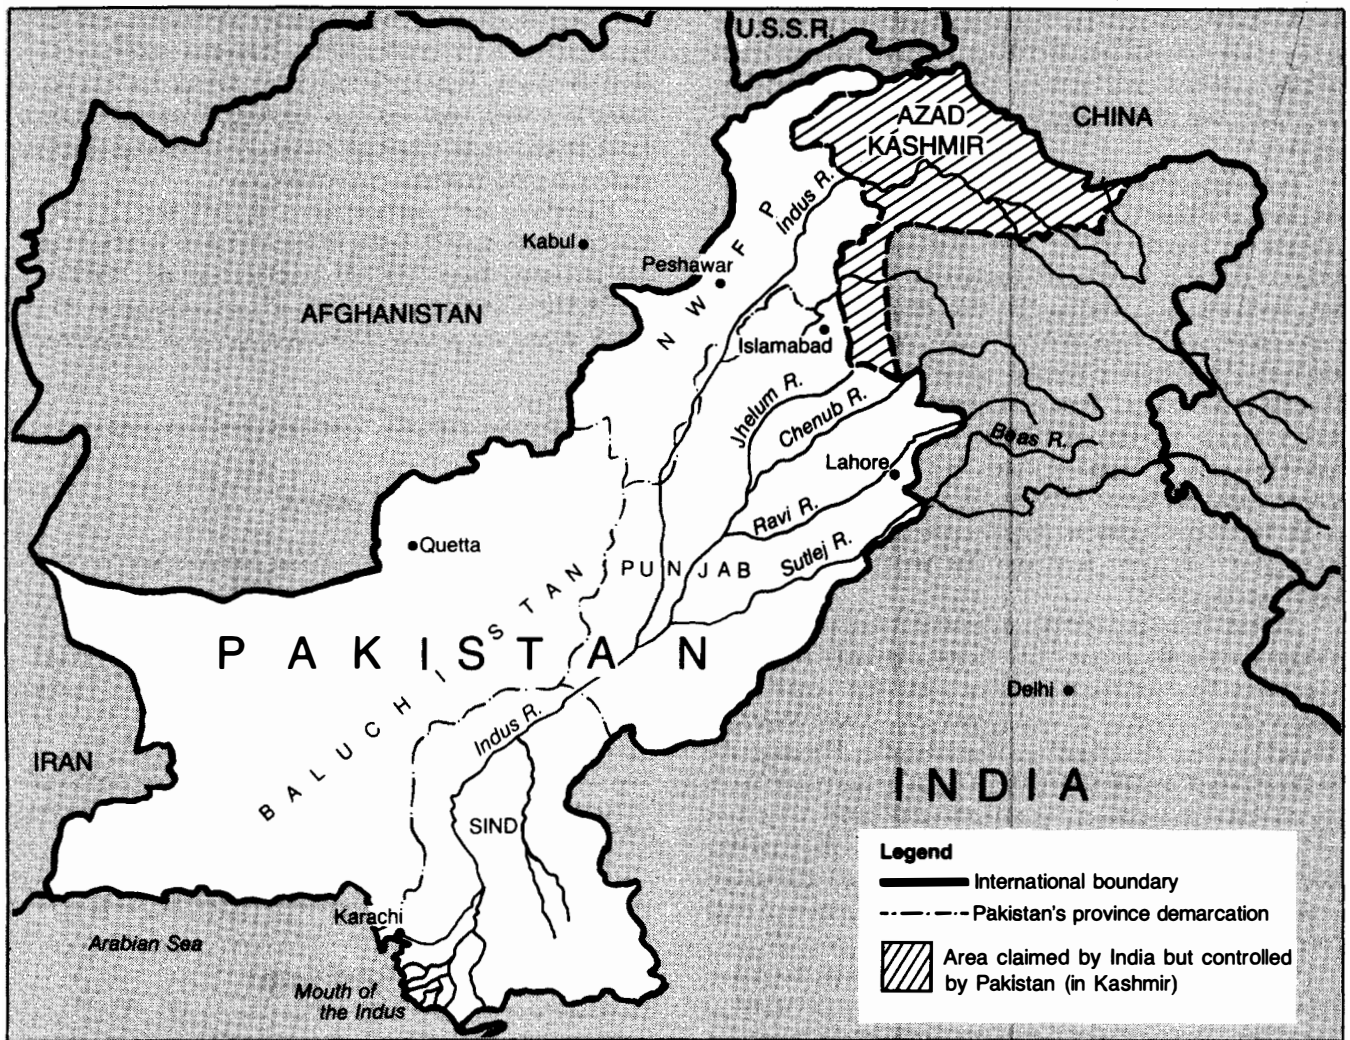 U.S.S.R.
AZAD
KASHMIR
CHINA
Indus R.
N W F P
Kabul
Peshawar
AFGHANISTAN
Islamabad
Jhelum R.
Chenub R.
Beas R.
Lahore
Ravi R.
Quetta
PUNJAB
Sutlej R.
BALUCHISTAN
PAKISTAN
Delhi
Indus R.
IRAN
INDIA
SIND
Legend
International boundary
Pakistan's province demarcation
Area claimed by India but controlled
by Pakistan (in Kashmir)
Karachi
Arabian Sea
Mouth of
the Indus